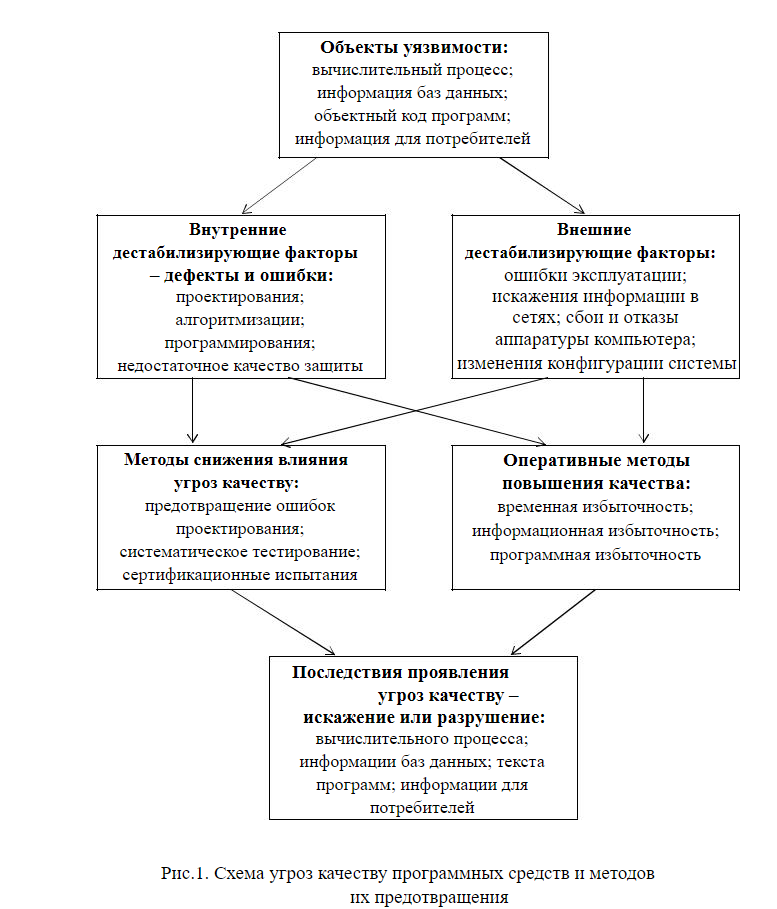 Объекты уязвимости:
вычислительный процесс;
информация баз данных;
объектный код программ;
информация для потребителей
Внутренние
дестабилизирующие факторы
– дефекты и ошибки:
проектирования;
алгоритмизации;
программирования;
недостаточное качество защиты
Внешние
дестабилизирующие факторы:
ошибки эксплуатации;
искажения информации в
сетях; сбои и отказы
аппаратуры компьютера;
изменения конфигурации системы
Методы снижения влияния
угроз качеству:
предотвращение ошибок
проектирования;
систематическое тестирование;
сертификационные испытания
Оперативные методы
повышения качества:
временная избыточность;
информационная избыточность;
программная избыточность
Последствия проявления
угроз качеству –
искажение или разрушение:
вычислительного процесса;
информации баз данных; текста
программ; информации для
потребителей
Рис.1. Схема угроз качеству программных средств и методов
их предотвращения